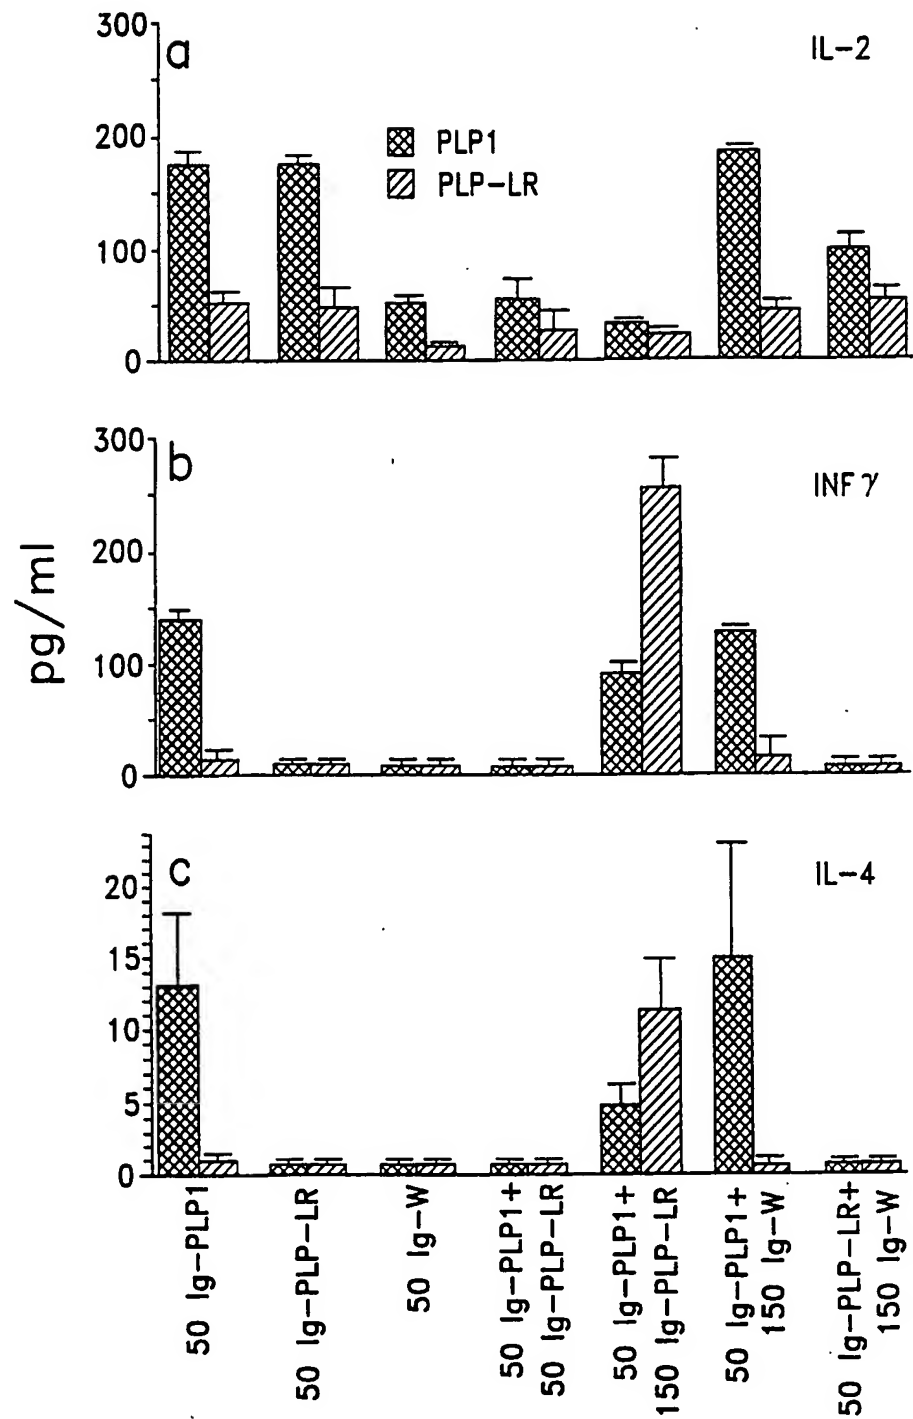 300
a
IL-2
200
PLP1
PLP-LR
100
0
300
b
INF γ
200
pg/ml
100
0
c
IL-4
20
15
10
5
0
50 Ig-PLP1
50 Ig-PLP-LR
50 Ig-W
50 Ig-PLP1+
50 Ig-PLP-LR
50 Ig-PLP1+
150 Ig-PLP-LR
50 Ig-PLP1+
150 Ig-W
50 Ig-PLP-LR+
150 Ig-W